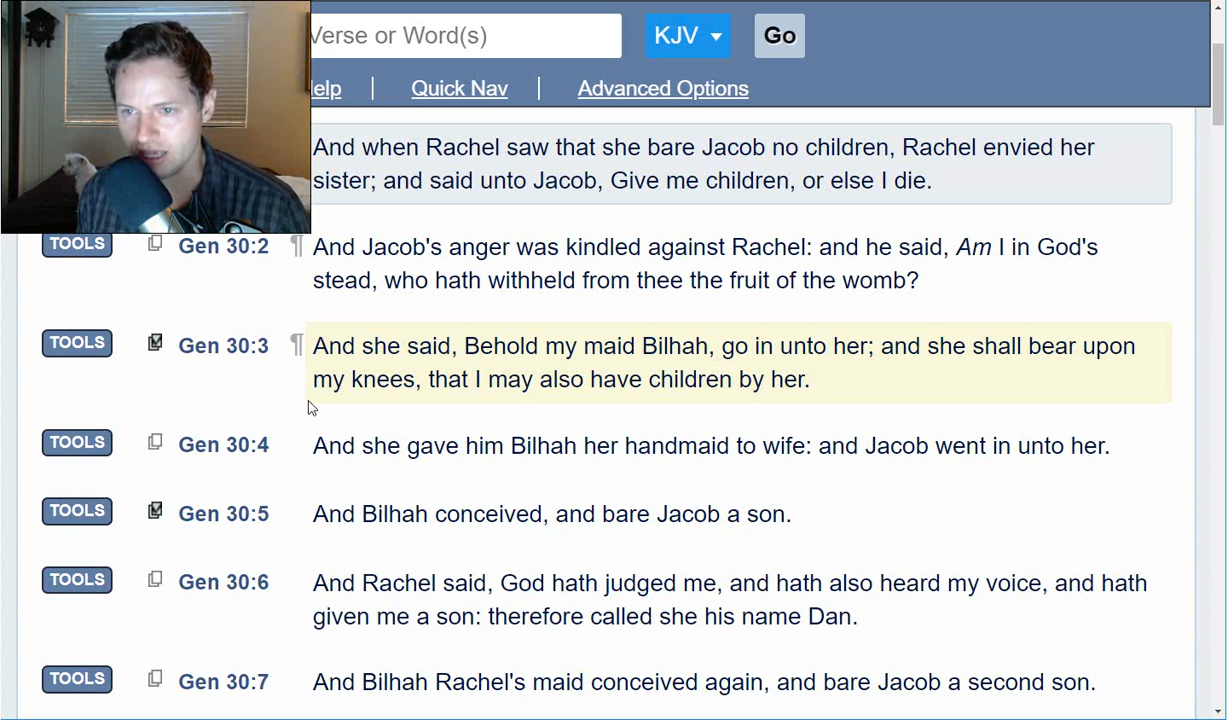 Verse or Word(s)
KJV
Go
elp | Quick Nav | Advanced Options
And when Rachel saw that she bare Jacob no children, Rachel envied her
sister; and said unto Jacob, Give me children, or else I die.
TOOLS Gen 30:2 ¶ And Jacob's anger was kindled against Rachel: and he said, Am I in God's
stead, who hath withheld from thee the fruit of the womb?
TOOLS Gen 30:3 ¶ And she said, Behold my maid Bilhah, go in unto her; and she shall bear upon
my knees, that I may also have children by her.
TOOLS Gen 30:4 And she gave him Bilhah her handmaid to wife: and Jacob went in unto her.
TOOLS Gen 30:5 And Bilhah conceived, and bare Jacob a son.
TOOLS Gen 30:6 And Rachel said, God hath judged me, and hath also heard my voice, and hath
given me a son: therefore called she his name Dan.
TOOLS Gen 30:7 And Bilhah Rachel's maid conceived again, and bare Jacob a second son.